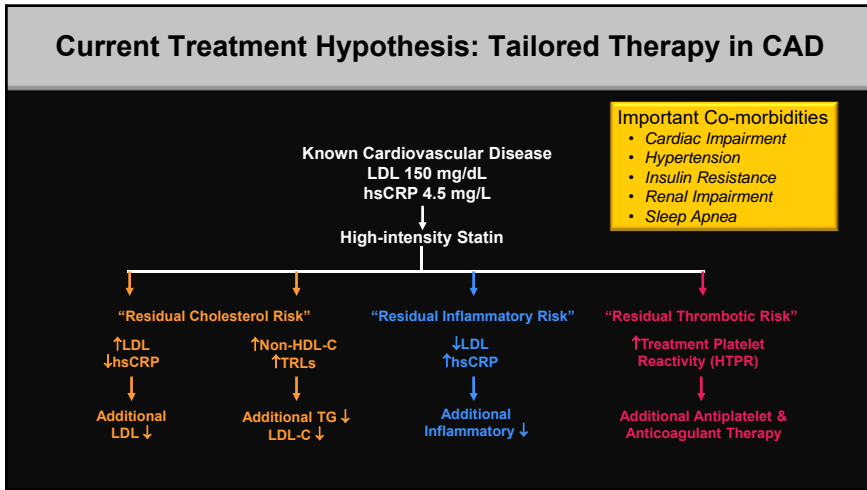 Current Treatment Hypothesis: Tailored Therapy in CAD
Important Co-morbidities
• Cardiac Impairment
• Hypertension
• Insulin Resistance
• Renal Impairment
• Sleep Apnea
Known Cardiovascular Disease
LDL 150 mg/dL
hsCRP 4.5 mg/L
High-intensity Statin
“Residual Cholesterol Risk”
↑LDL
↓hsCRP
Additional
LDL ↓
↑Non-HDL-C
↑TRLs
Additional TG ↓
LDL-C ↓
“Residual Inflammatory Risk”
↓LDL
↑hsCRP
Additional
Inflammatory ↓
“Residual Thrombotic Risk”
↑Treatment Platelet
Reactivity (HTPR)
Additional Antiplatelet &
Anticoagulant Therapy